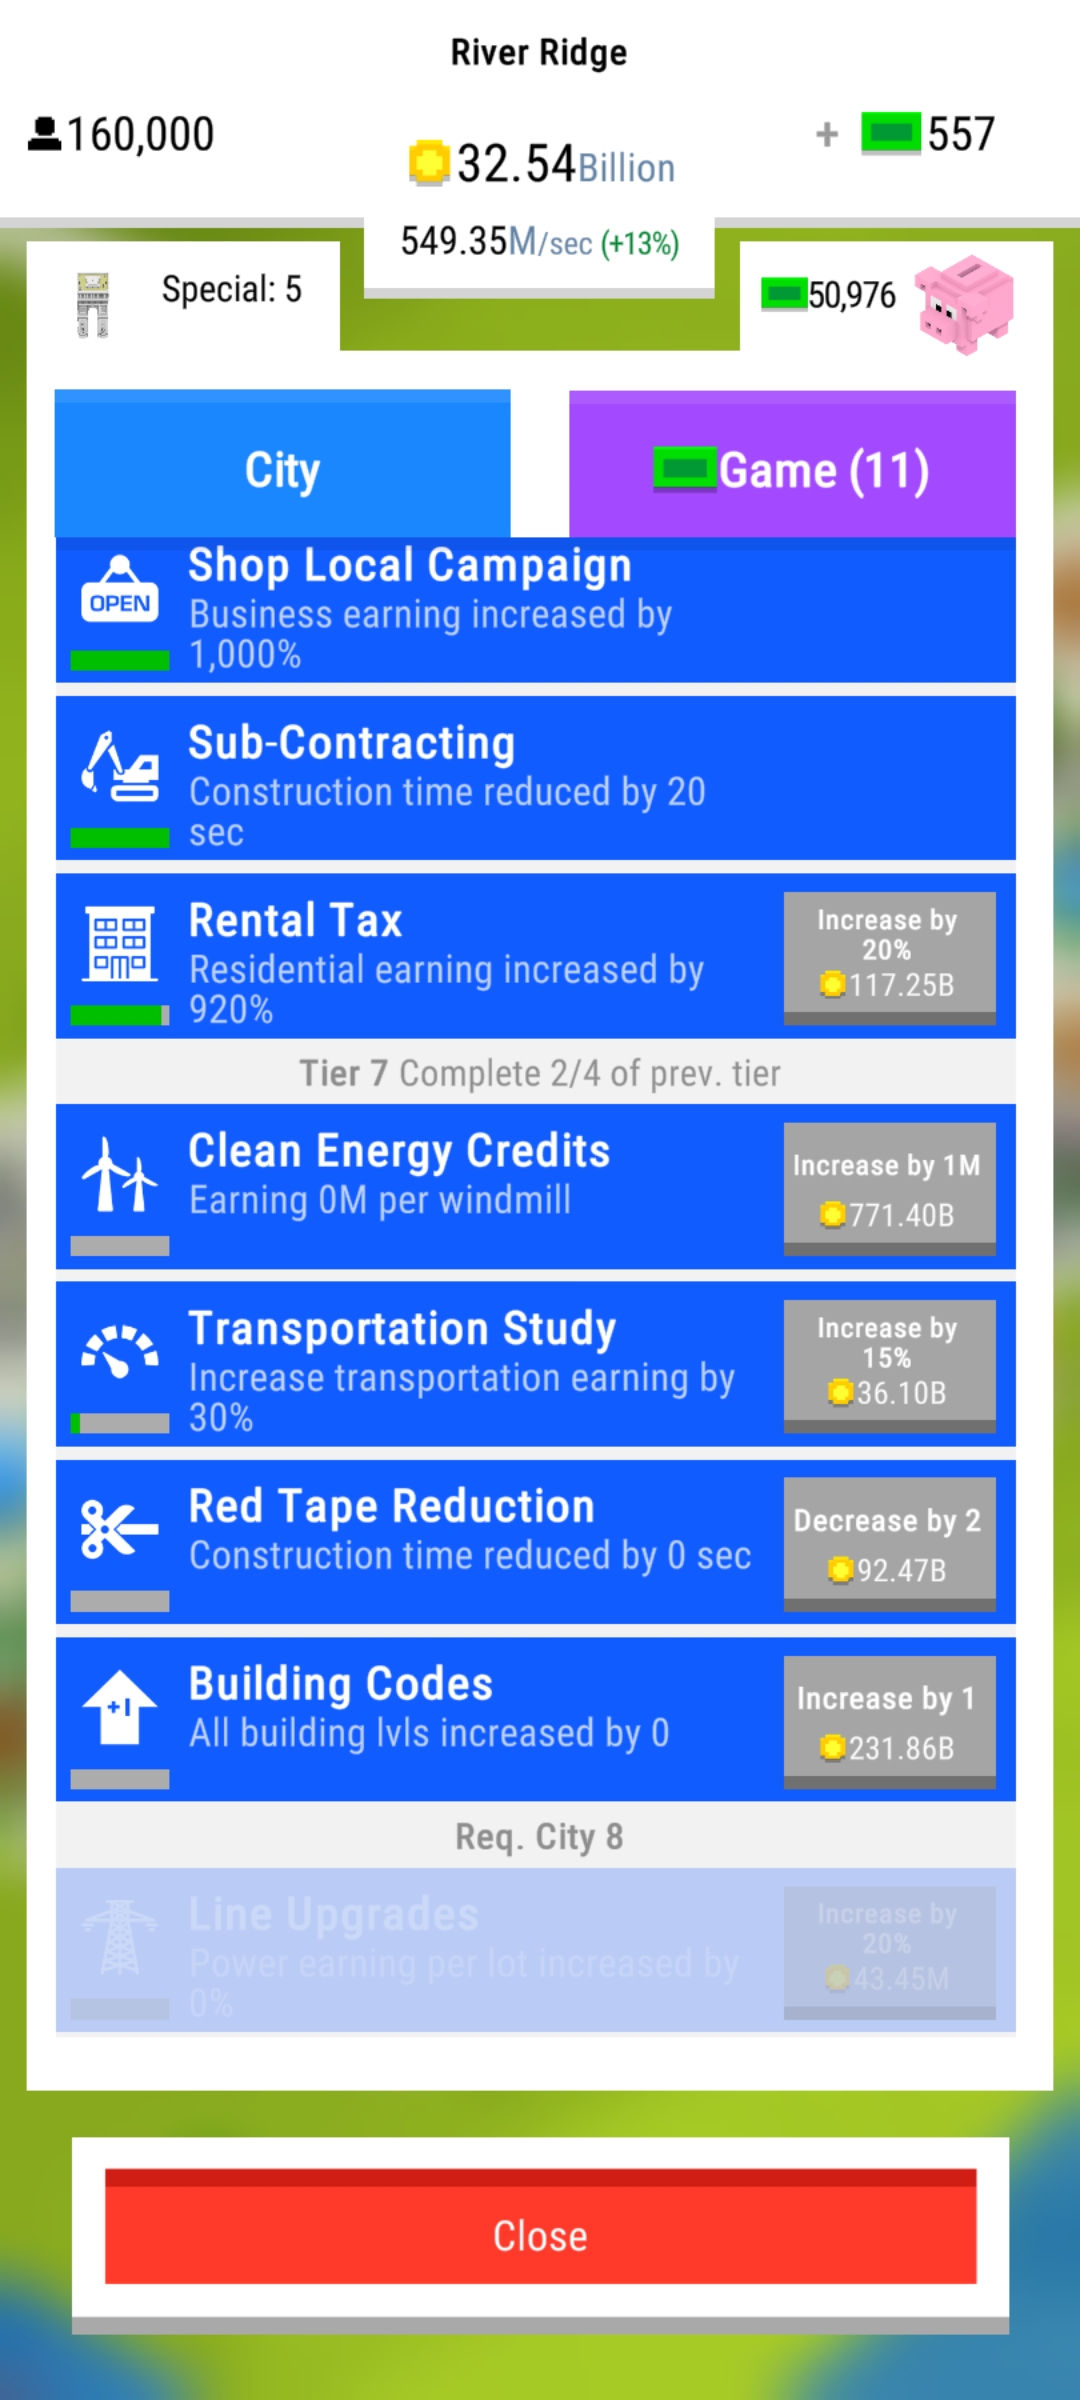 River Ridge
160,000
32.54Billion
+ 557
549.35M/sec (+13%)
Special: 5
50,976
City
Game (11)
OPEN
Shop Local Campaign
Business earning increased by
1,000%
Sub-Contracting
Construction time reduced by 20
sec
Rental Tax
Residential earning increased by
920%
Increase by
20%
117.25B
Tier 7 Complete 2/4 of prev. tier
Clean Energy Credits
Earning 0M per windmill
Increase by 1M
771.40B
Transportation Study
Increase transportation earning by
30%
Increase by
15%
36.10B
Red Tape Reduction
Construction time reduced by 0 sec
Decrease by 2
92.47B
+1
Building Codes
All building lvls increased by 0
Increase by 1
231.86B
Req. City 8
Line Upgrades
Power earning per lot increased by
0%
Increase by
20%
43.45M
Close